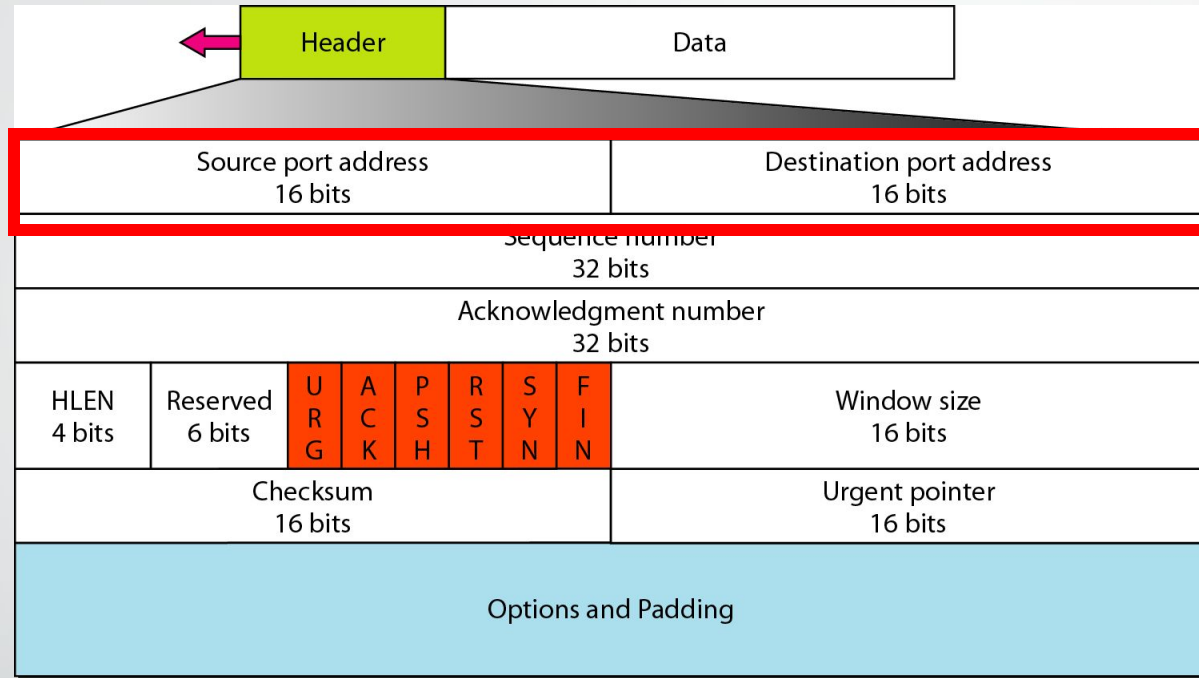 Header
Data
Source port address
16 bits
Destination port address
16 bits
Sequence number
32 bits
Acknowledgment number
32 bits
HLEN
4 bits
Reserved
6 bits
URG
ACK
PSH
RST
SYN
FIN
Window size
16 bits
Checksum
16 bits
Urgent pointer
16 bits
Options and Padding